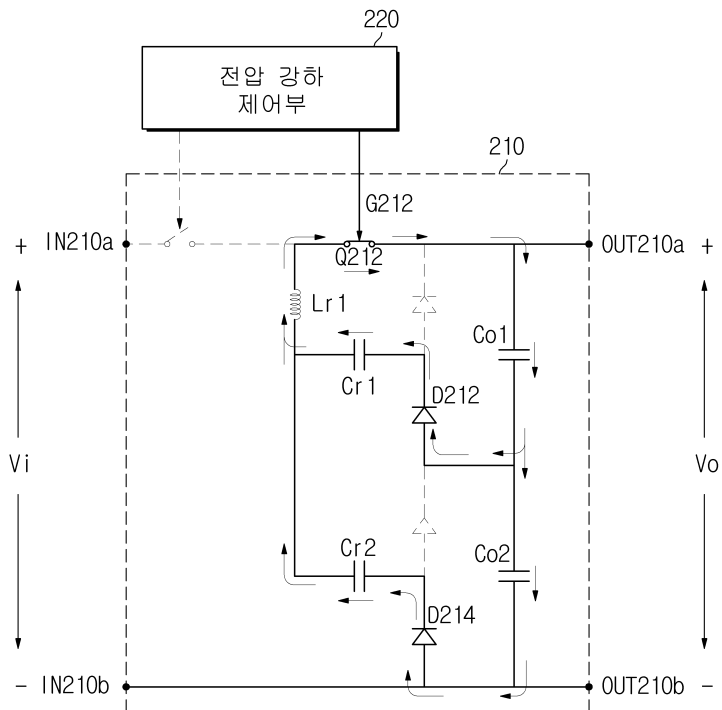 220
전압 강하
제어부
210
G212
+ IN210a
Q212
OUT210a +
Lr1
Co1
Cr1
D212
Vi
Vo
Cr2
Co2
D214
- IN210b
OUT210b -